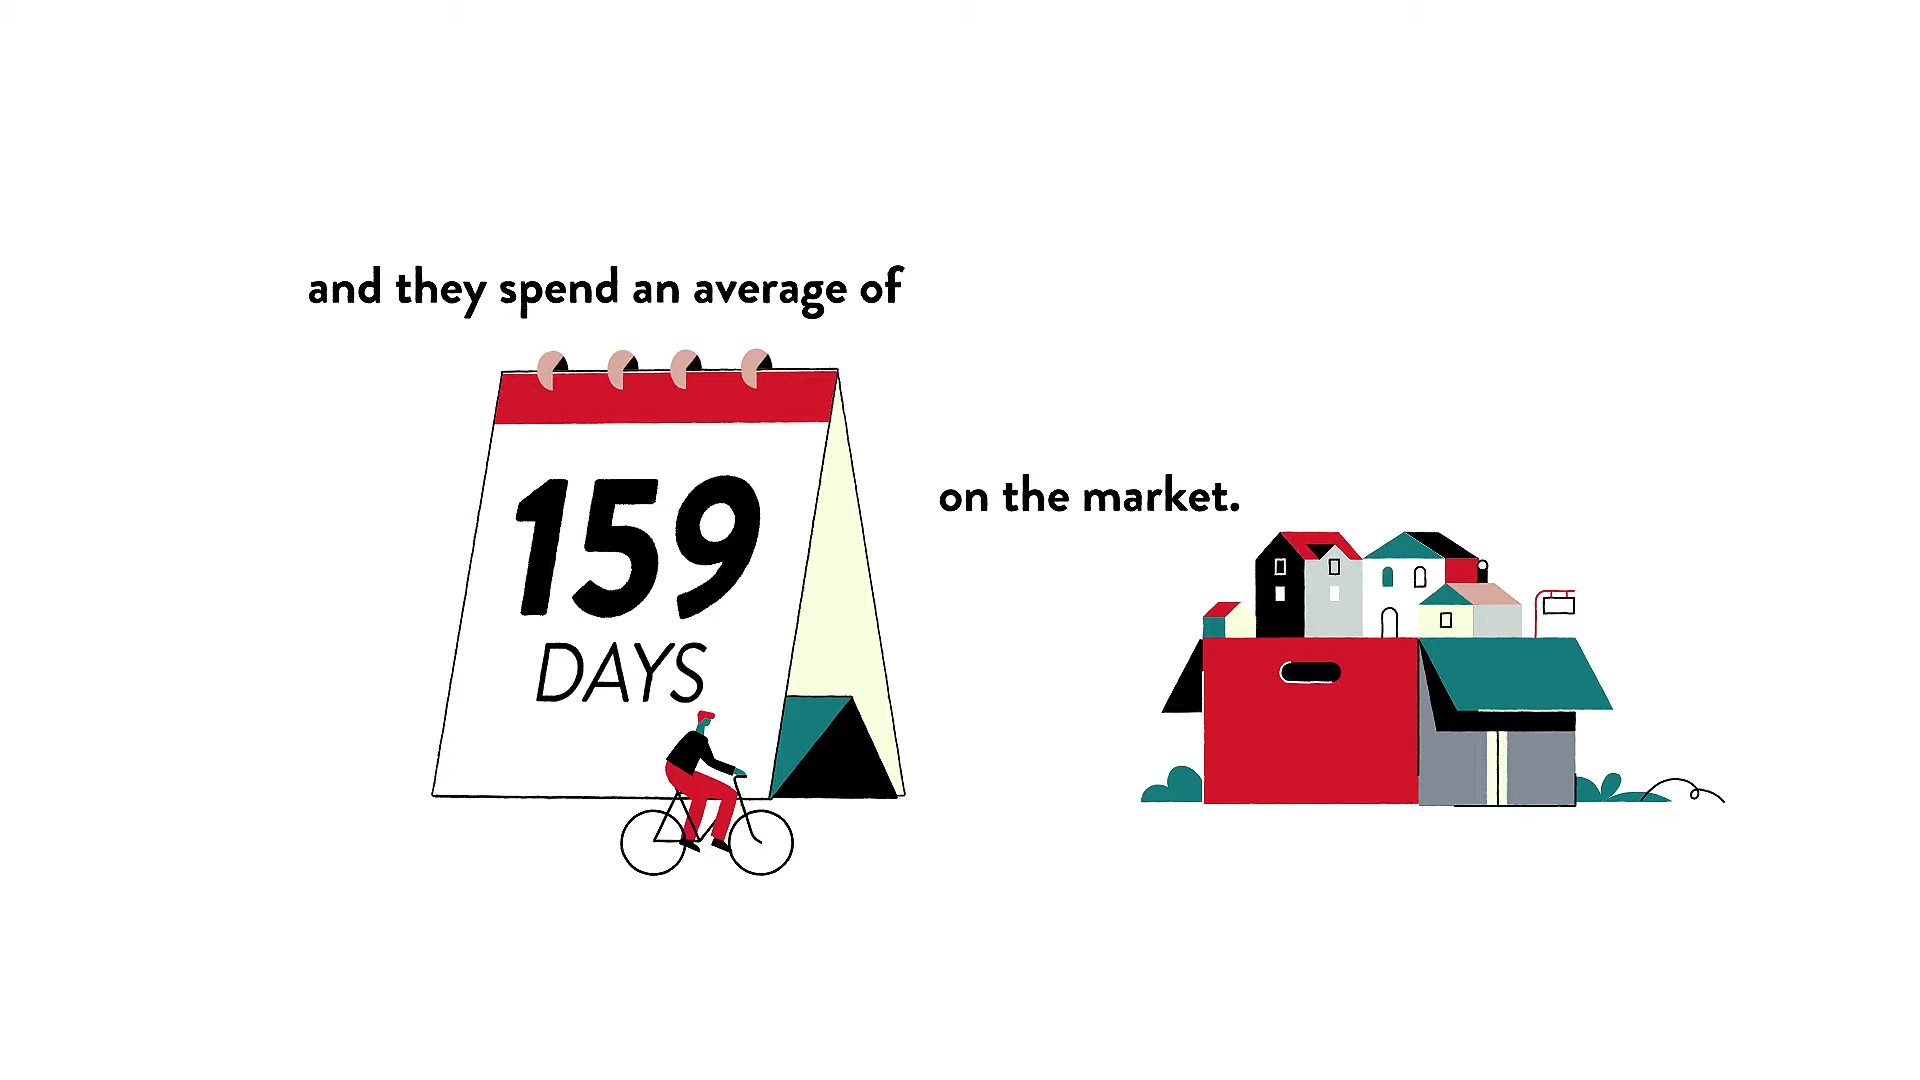 and they spend an average of
159
DAYS
on the market.